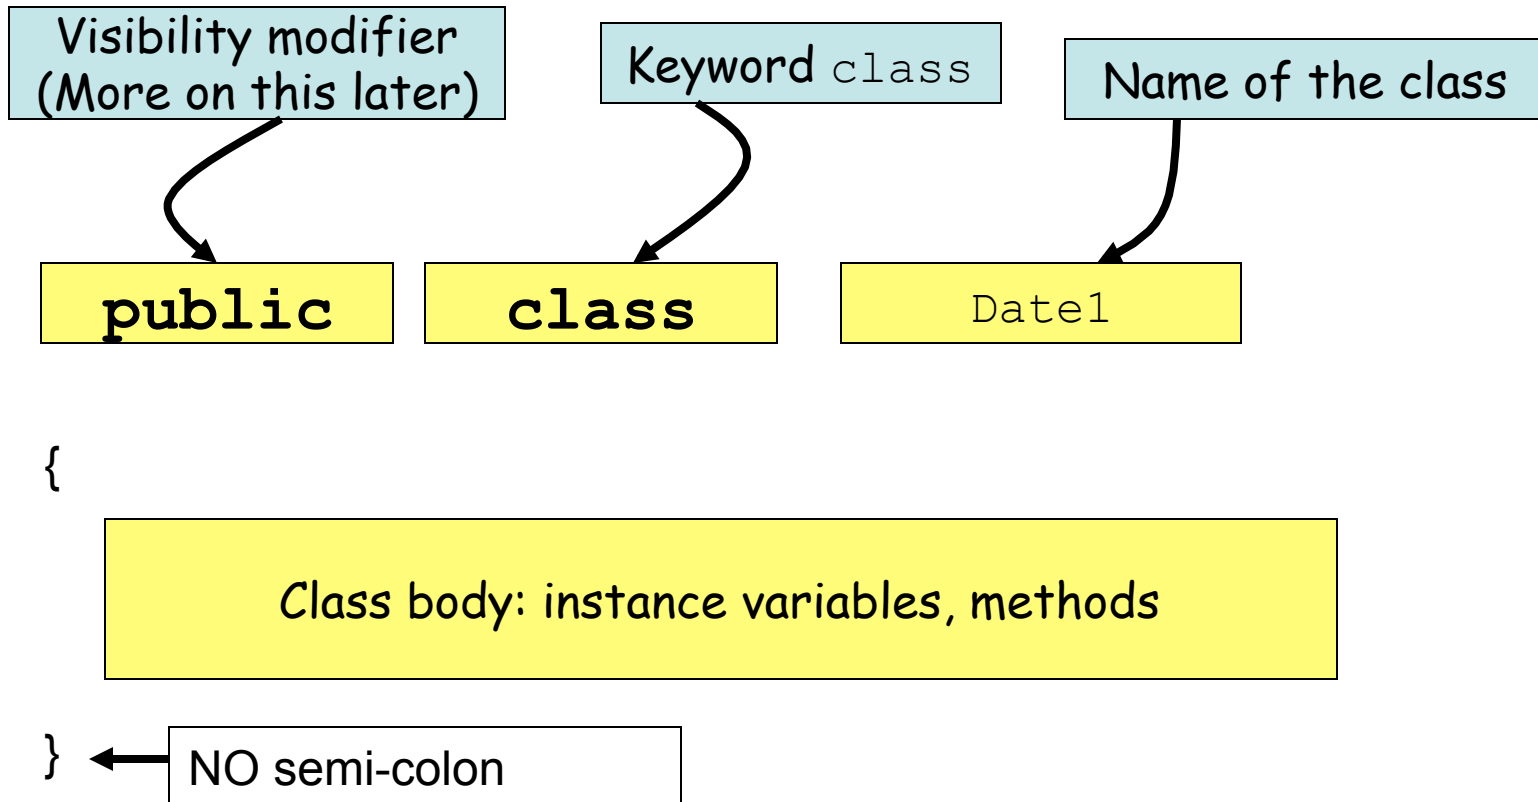 Visibility modifier
(More on this later)
Keyword class
Name of the class
public class Date1
{
Class body: instance variables, methods
}
NO semi-colon